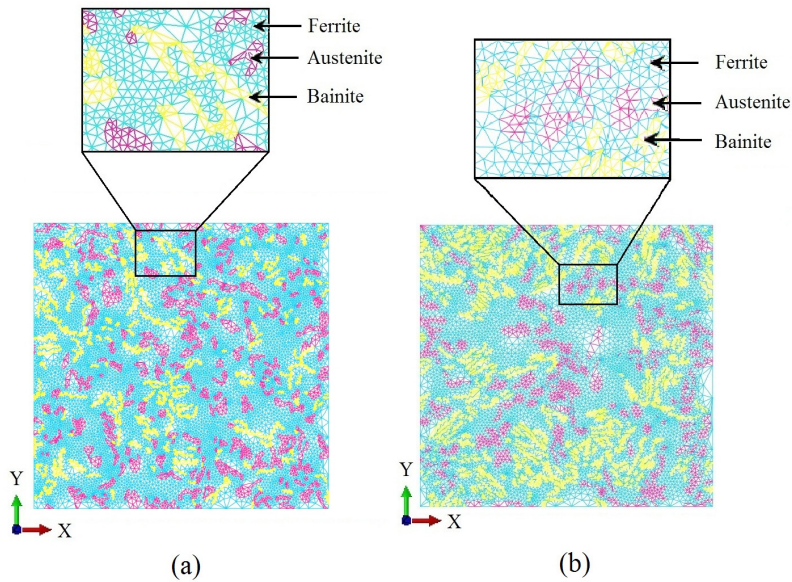 Ferrite
Austenite
Bainite
Ferrite
Austenite
Bainite
Y
X
Y
X
(a)
(b)